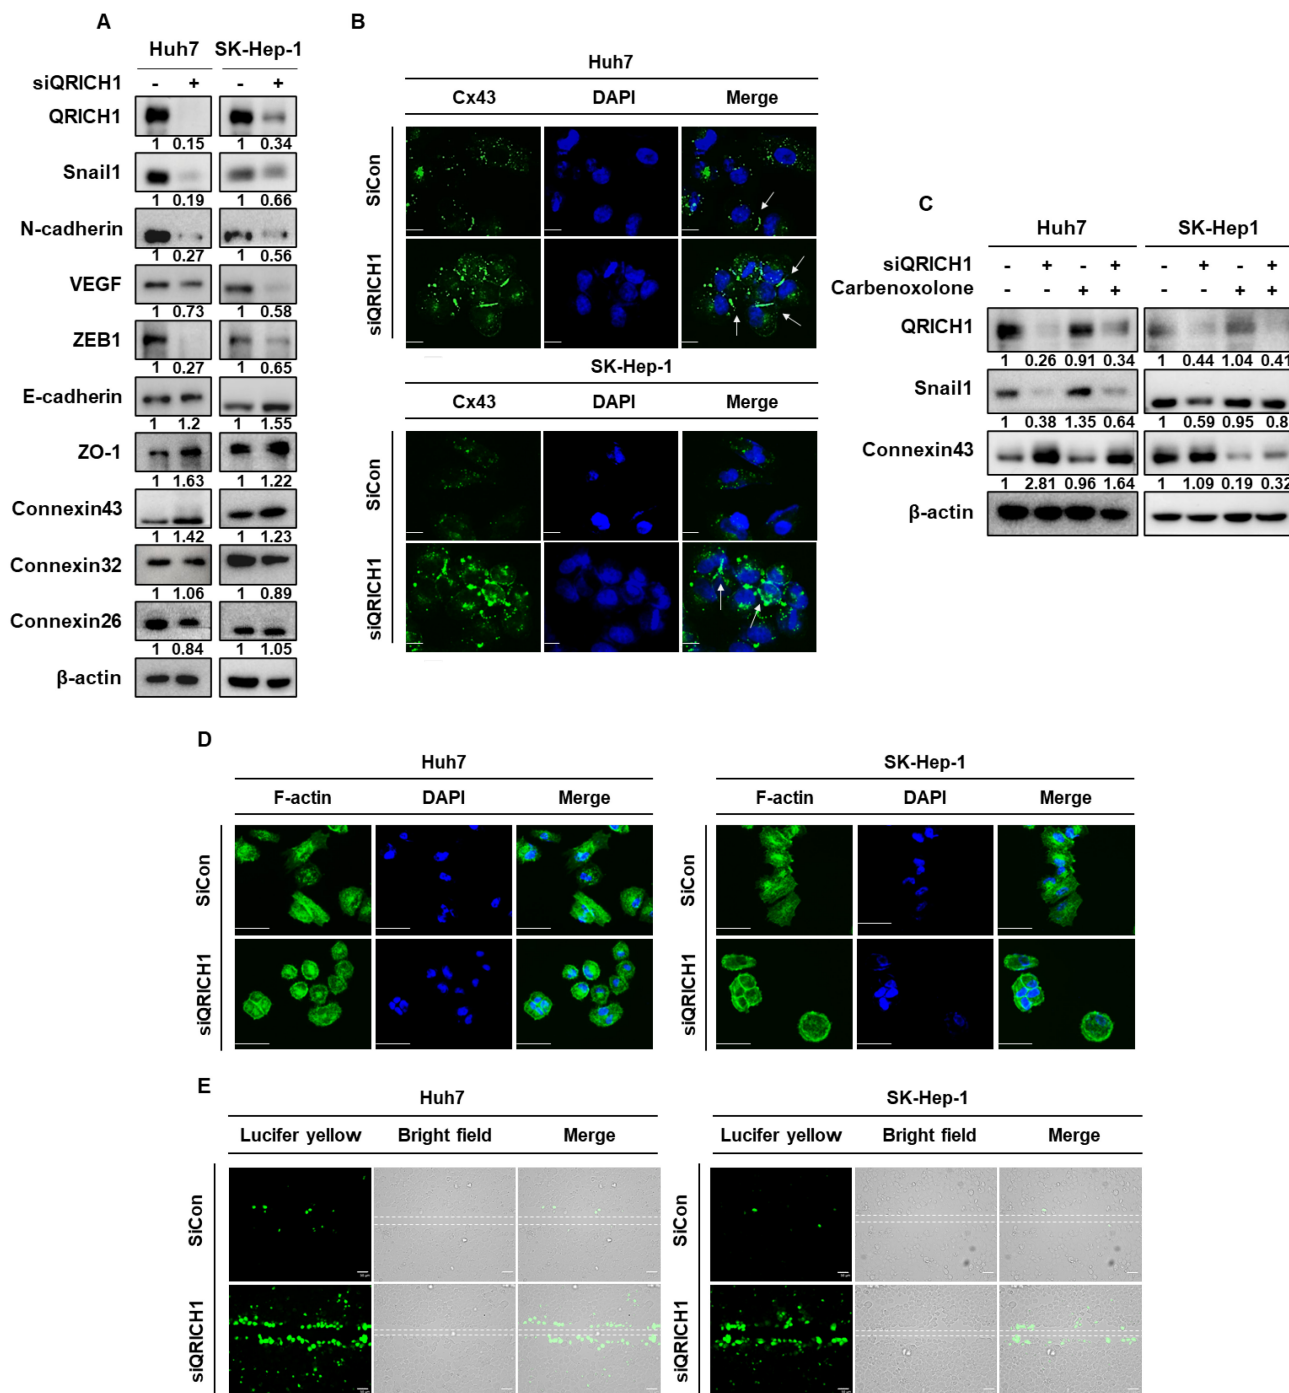 A
Huh7 SK-Hep-1
siQRICH1 - + - +
QRICH1
1 0.15 1 0.34
Snail1
1 0.19 1 0.66
N-cadherin
1 0.27 1 0.56
VEGF
1 0.73 1 0.58
ZEB1
1 0.27 1 0.65
E-cadherin
1 1.2 1 1.55
ZO-1
1 1.63 1 1.22
Connexin43
1 1.42 1 1.23
Connexin32
1 1.06 1 0.89
Connexin26
1 0.84 1 1.05
β-actin
B
Huh7
Cx43 DAPI Merge
SiCon
siQRICH1
SK-Hep-1
Cx43 DAPI Merge
SiCon
siQRICH1
C
Huh7 SK-Hep1
siQRICH1 - + - + - + - +
Carbenoxolone - - + + - - + +
QRICH1
1 0.26 0.91 0.34 1 0.44 1.04 0.41
Snail1
1 0.38 1.35 0.64 1 0.59 0.95 0.8
Connexin43
1 2.81 0.96 1.64 1 1.09 0.19 0.32
β-actin
D
Huh7 SK-Hep-1
F-actin DAPI Merge F-actin DAPI Merge
SiCon SiCon
siQRICH1 siQRICH1
E
Huh7 SK-Hep-1
Lucifer yellow Bright field Merge Lucifer yellow Bright field Merge
SiCon SiCon
siQRICH1 siQRICH1